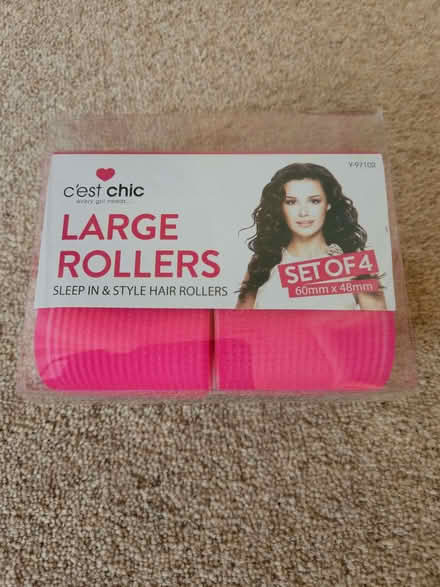 Y-97102
c'est chic
every girl needs...
LARGE
ROLLERS
SLEEP IN & STYLE HAIR ROLLERS
SET OF 4
60mm x 48mm